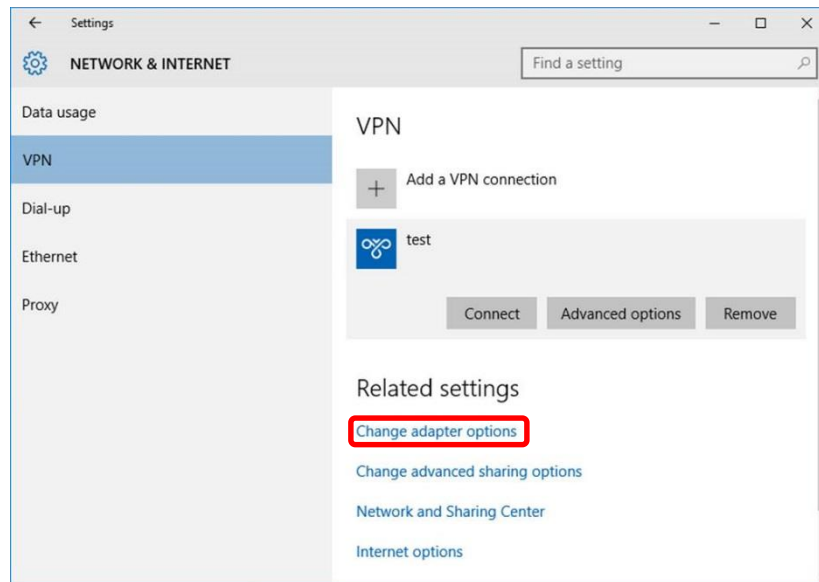 Settings
NETWORK & INTERNET
Find a setting
Data usage
VPN
Dial-up
Ethernet
Proxy
VPN
Add a VPN connection
test
Connect
Advanced options
Remove
Related settings
Change adapter options
Change advanced sharing options
Network and Sharing Center
Internet options